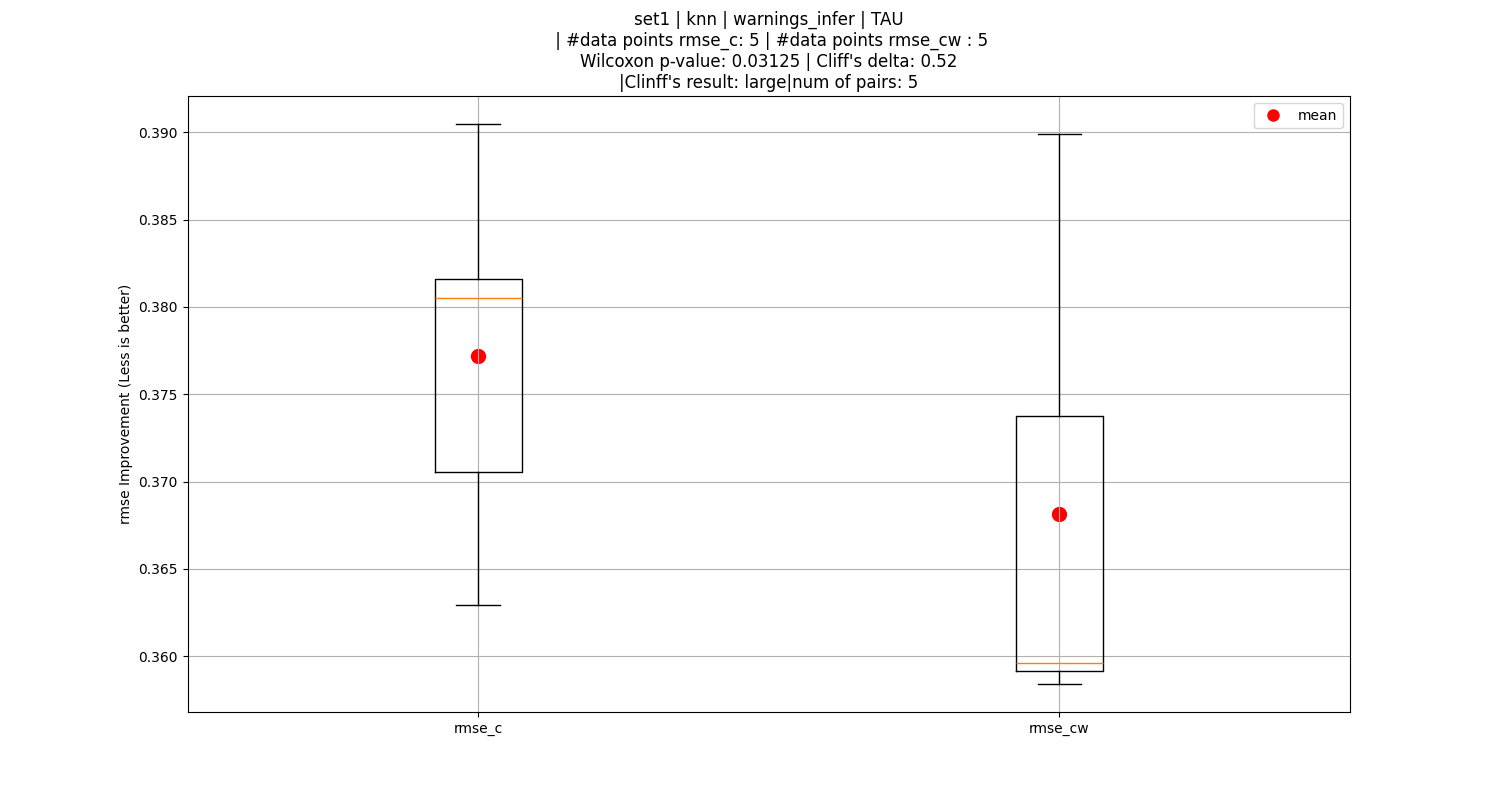 set1 | knn | warnings_infer | TAU
| #data points rmse_c: 5 | #data points rmse_cw : 5
Wilcoxon p-value: 0.03125 | Cliff's delta: 0.52
|Clinff's result: large|num of pairs: 5
mean
0.390
0.385
0.380
0.375
0.370
0.365
0.360
rmse Improvement (Less is better)
rmse_c
rmse_cw